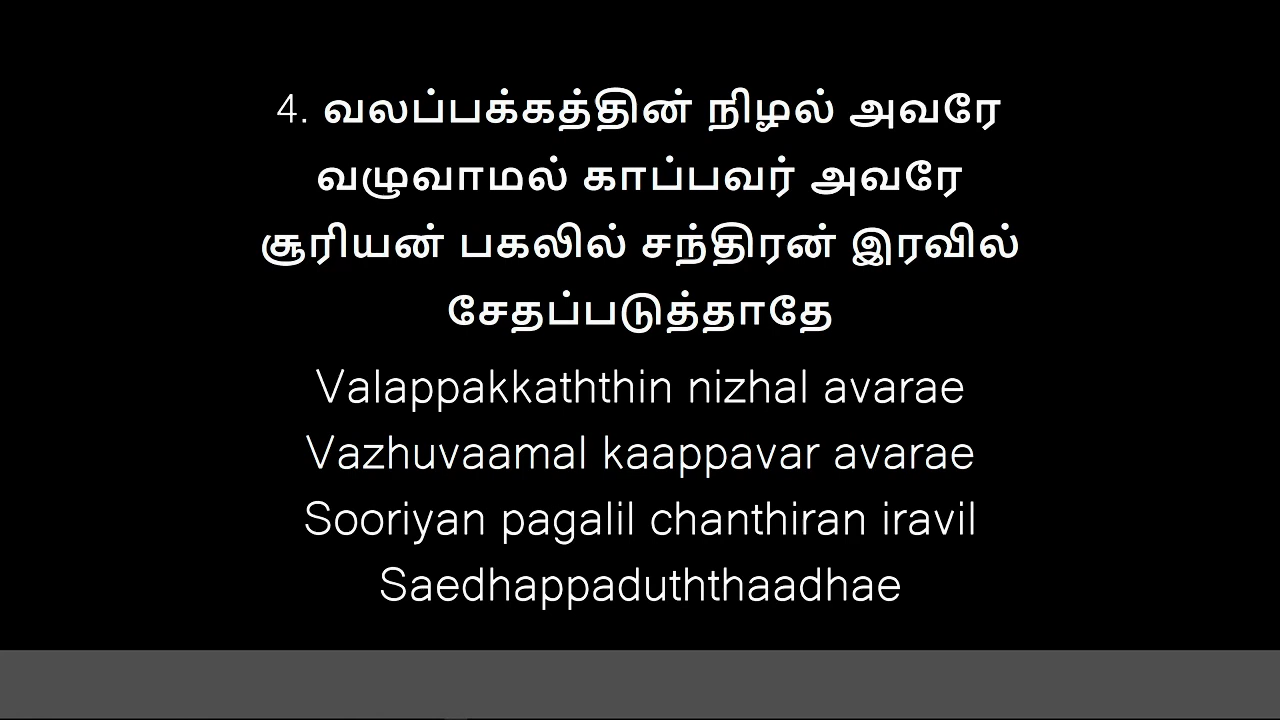 4. வலப்பக்கத்தின் நிழல் அவரே
வழுவாமல் காப்பவர் அவரே
சூரியன் பகலில் சந்திரன் இரவில்
சேதப்படுத்தாதே
Valappakkaththin nizhal avarae
Vazhuvaamal kaappavar avarae
Sooriyan pagalil chanthiran iravil
Saedhappaduththaadhae